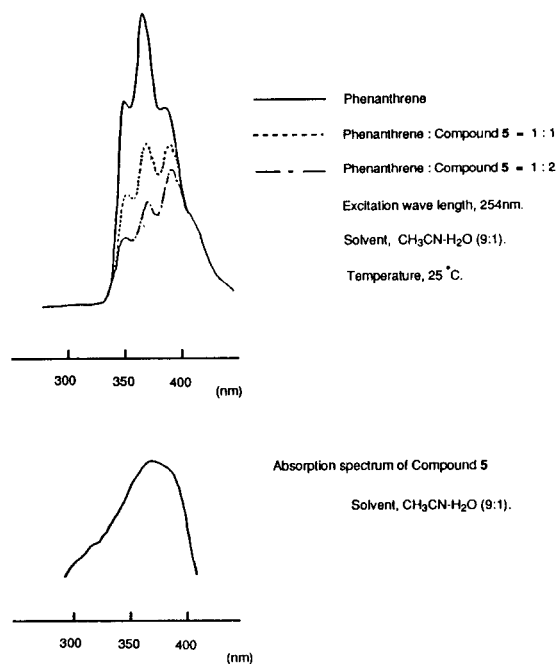 Phenanthrene
Phenanthrene : Compound 5 = 1 : 1
Phenanthrene : Compound 5 = 1 : 2
Excitation wave length, 254nm.
Solvent, CH₃CN-H₂O (9:1).
Temperature, 25 °C.
300 350 400
(nm)
Absorption spectrum of Compound 5
Solvent, CH₃CN-H₂O (9:1).
300 350 400
(nm)